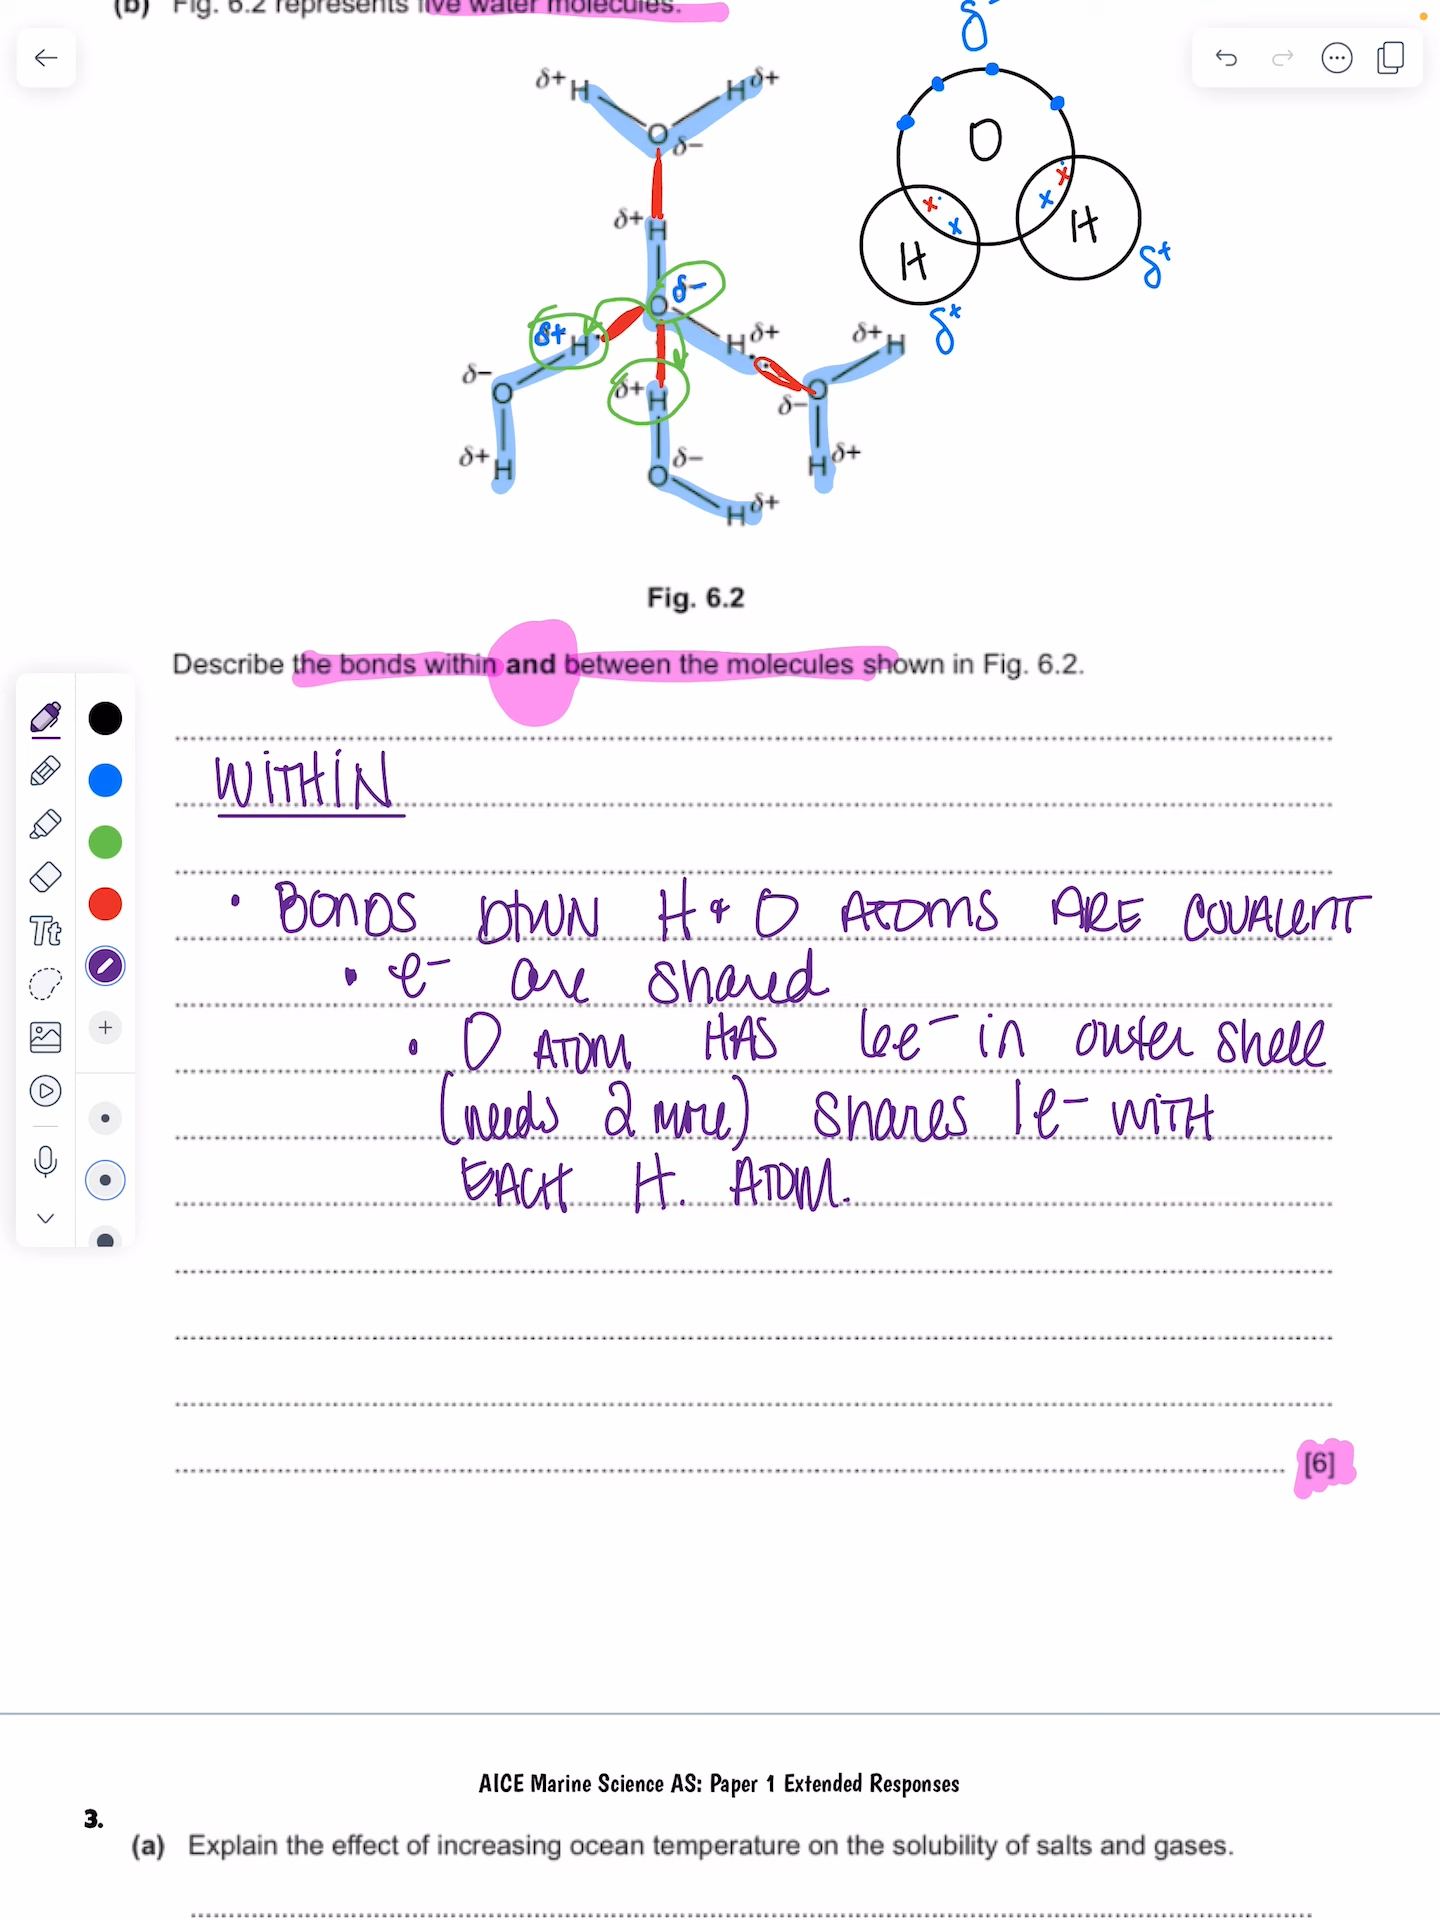 (b) Fig. 6.2 represents five water molecules.
δ-
δ+ H H δ+
O δ-
O
δ+ H
H H
δ+
δ+
O δ-
δ+ H
H δ+
δ+ H
δ- O
δ+ H
δ- O
δ+ H
H δ+
O δ-
H δ+
Fig. 6.2
Describe the bonds within and between the molecules shown in Fig. 6.2.
WITHIN
• BONDS BTWN H & O ATOMS ARE COVALENT
• e- are shared
• O ATOM HAS 6e- in outer shell
(needs 2 more) shares 1e- WITH
EACH H. ATOM.
[6]
Tt
AICE Marine Science AS: Paper 1 Extended Responses
3.
(a) Explain the effect of increasing ocean temperature on the solubility of salts and gases.